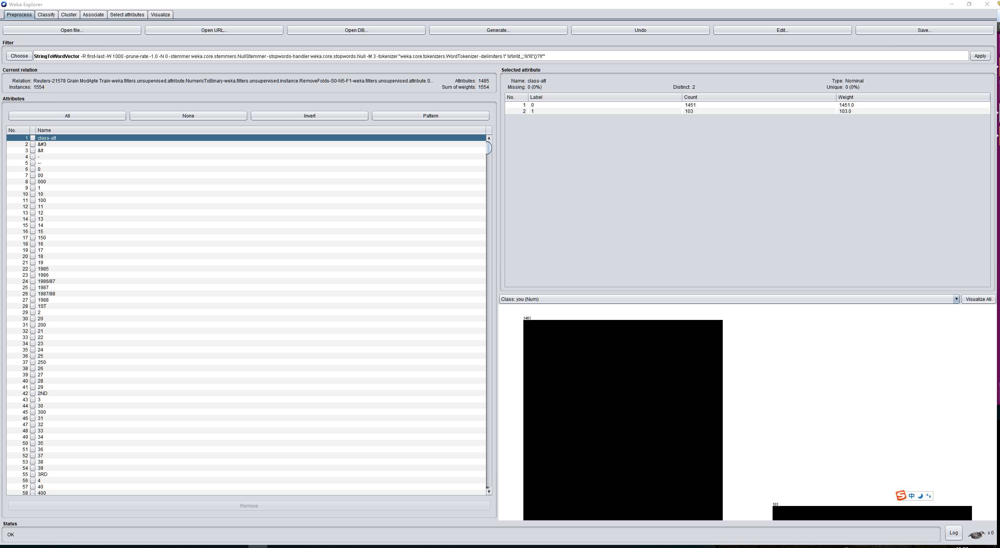 Weka Explorer
Preprocess Classify Cluster Associate Select attributes Visualize
Open file... Open URL... Open DB... Generate... Undo Edit... Save...
Filter
Choose StringToWordVector -R first-last -W 1000 -prune-rate -1.0 -N 0 -stemmer weka.core.stemmers.NullStemmer -stopwords-handler weka.core.stopwords.Null -M 3 -tokenizer "weka.core.tokenizers.WordTokenizer -delimiters \" \\r\\n\\t.,;:\\\'\\\"()?!\"" Apply
Current relation
Relation: Reuters-21578 Grain ModApte Train-weka.filters.unsupervised.attribute.NumericToBinary-weka.filters.unsupervised.instance.RemoveFolds-S0-N5-F1-weka.filters.unsupervised.attribute.S... Attributes: 1485
Instances: 1554 Sum of weights: 1554
Attributes
All None Invert Pattern
No. Name
1 class-att
2 &#3
3 &lt
4 -
5 --
6 0
7 00
8 000
9 1
10 10
11 100
12 11
13 12
14 13
15 14
16 15
17 150
18 16
19 17
20 18
21 19
22 1985
23 1986
24 1986/87
25 1987
26 1987/88
27 1988
28 1ST
29 2
30 20
31 200
32 21
33 22
34 23
35 24
36 25
37 250
38 26
39 27
40 28
41 29
42 2ND
43 3
44 30
45 300
46 31
47 32
48 33
49 34
50 35
51 36
52 37
53 38
54 39
55 3RD
56 4
57 40
58 400
Remove
Selected attribute
Name: class-att Type: Nominal
Missing: 0 (0%) Distinct: 2 Unique: 0 (0%)
No. Label Count Weight
1 0 1451 1451.0
2 1 103 103.0
Class: you (Num) Visualize All
1451
103
S 中
Status
OK
Log x 0